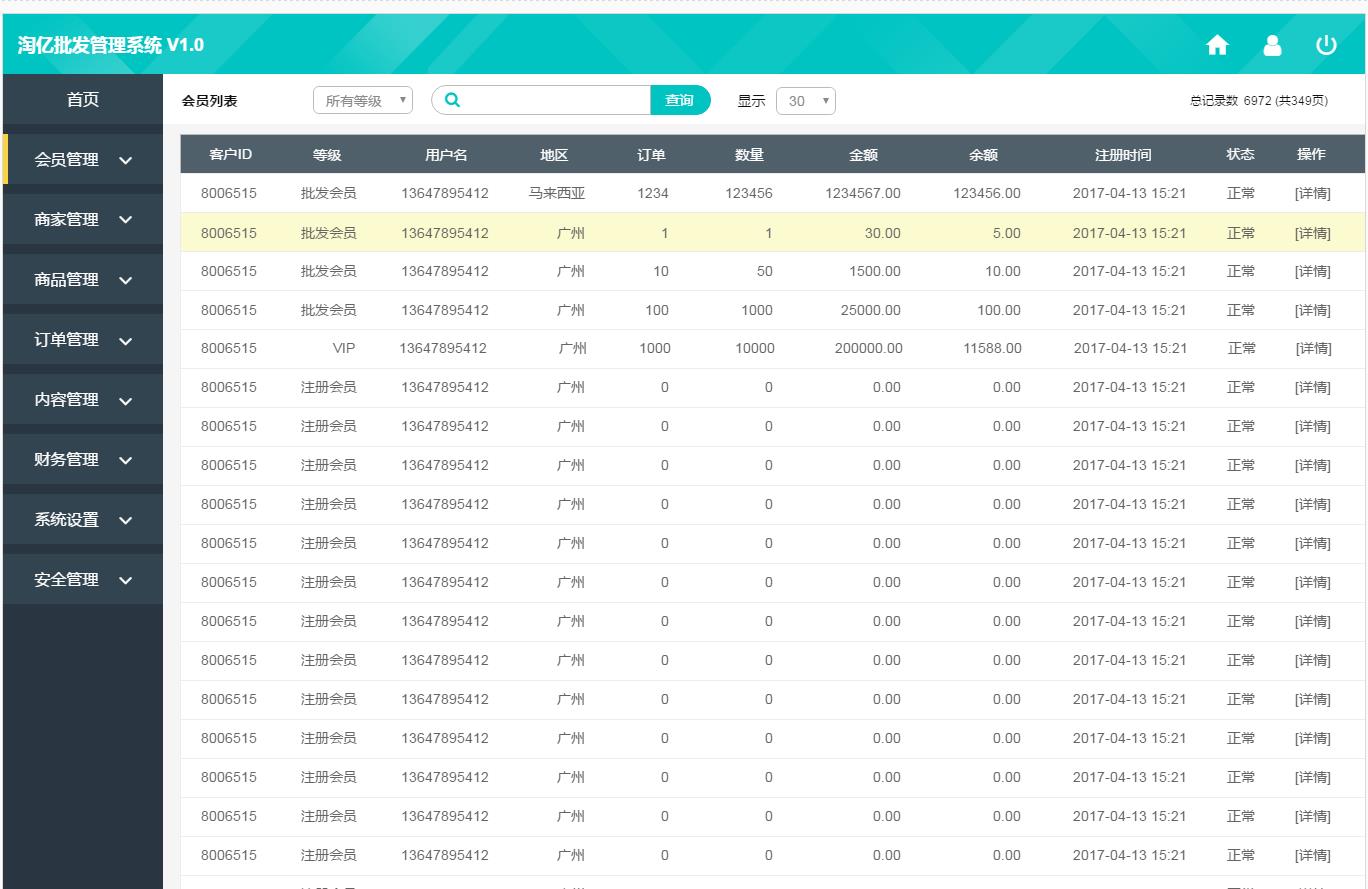 淘亿批发管理系统 V1.0
首页
会员管理
商家管理
商品管理
订单管理
内容管理
财务管理
系统设置
安全管理
会员列表 所有等级 查询 显示 30 总记录数 6972 (共349页)
客户ID 等级 用户名 地区 订单 数量 金额 余额 注册时间 状态 操作
8006515 批发会员 13647895412 马来西亚 1234 123456 1234567.00 123456.00 2017-04-13 15:21 正常 [详情]
8006515 批发会员 13647895412 广州 1 1 30.00 5.00 2017-04-13 15:21 正常 [详情]
8006515 批发会员 13647895412 广州 10 50 1500.00 10.00 2017-04-13 15:21 正常 [详情]
8006515 批发会员 13647895412 广州 100 1000 25000.00 100.00 2017-04-13 15:21 正常 [详情]
8006515 VIP 13647895412 广州 1000 10000 200000.00 11588.00 2017-04-13 15:21 正常 [详情]
8006515 注册会员 13647895412 广州 0 0 0.00 0.00 2017-04-13 15:21 正常 [详情]
8006515 注册会员 13647895412 广州 0 0 0.00 0.00 2017-04-13 15:21 正常 [详情]
8006515 注册会员 13647895412 广州 0 0 0.00 0.00 2017-04-13 15:21 正常 [详情]
8006515 注册会员 13647895412 广州 0 0 0.00 0.00 2017-04-13 15:21 正常 [详情]
8006515 注册会员 13647895412 广州 0 0 0.00 0.00 2017-04-13 15:21 正常 [详情]
8006515 注册会员 13647895412 广州 0 0 0.00 0.00 2017-04-13 15:21 正常 [详情]
8006515 注册会员 13647895412 广州 0 0 0.00 0.00 2017-04-13 15:21 正常 [详情]
8006515 注册会员 13647895412 广州 0 0 0.00 0.00 2017-04-13 15:21 正常 [详情]
8006515 注册会员 13647895412 广州 0 0 0.00 0.00 2017-04-13 15:21 正常 [详情]
8006515 注册会员 13647895412 广州 0 0 0.00 0.00 2017-04-13 15:21 正常 [详情]
8006515 注册会员 13647895412 广州 0 0 0.00 0.00 2017-04-13 15:21 正常 [详情]
8006515 注册会员 13647895412 广州 0 0 0.00 0.00 2017-04-13 15:21 正常 [详情]
8006515 注册会员 13647895412 广州 0 0 0.00 0.00 2017-04-13 15:21 正常 [详情]